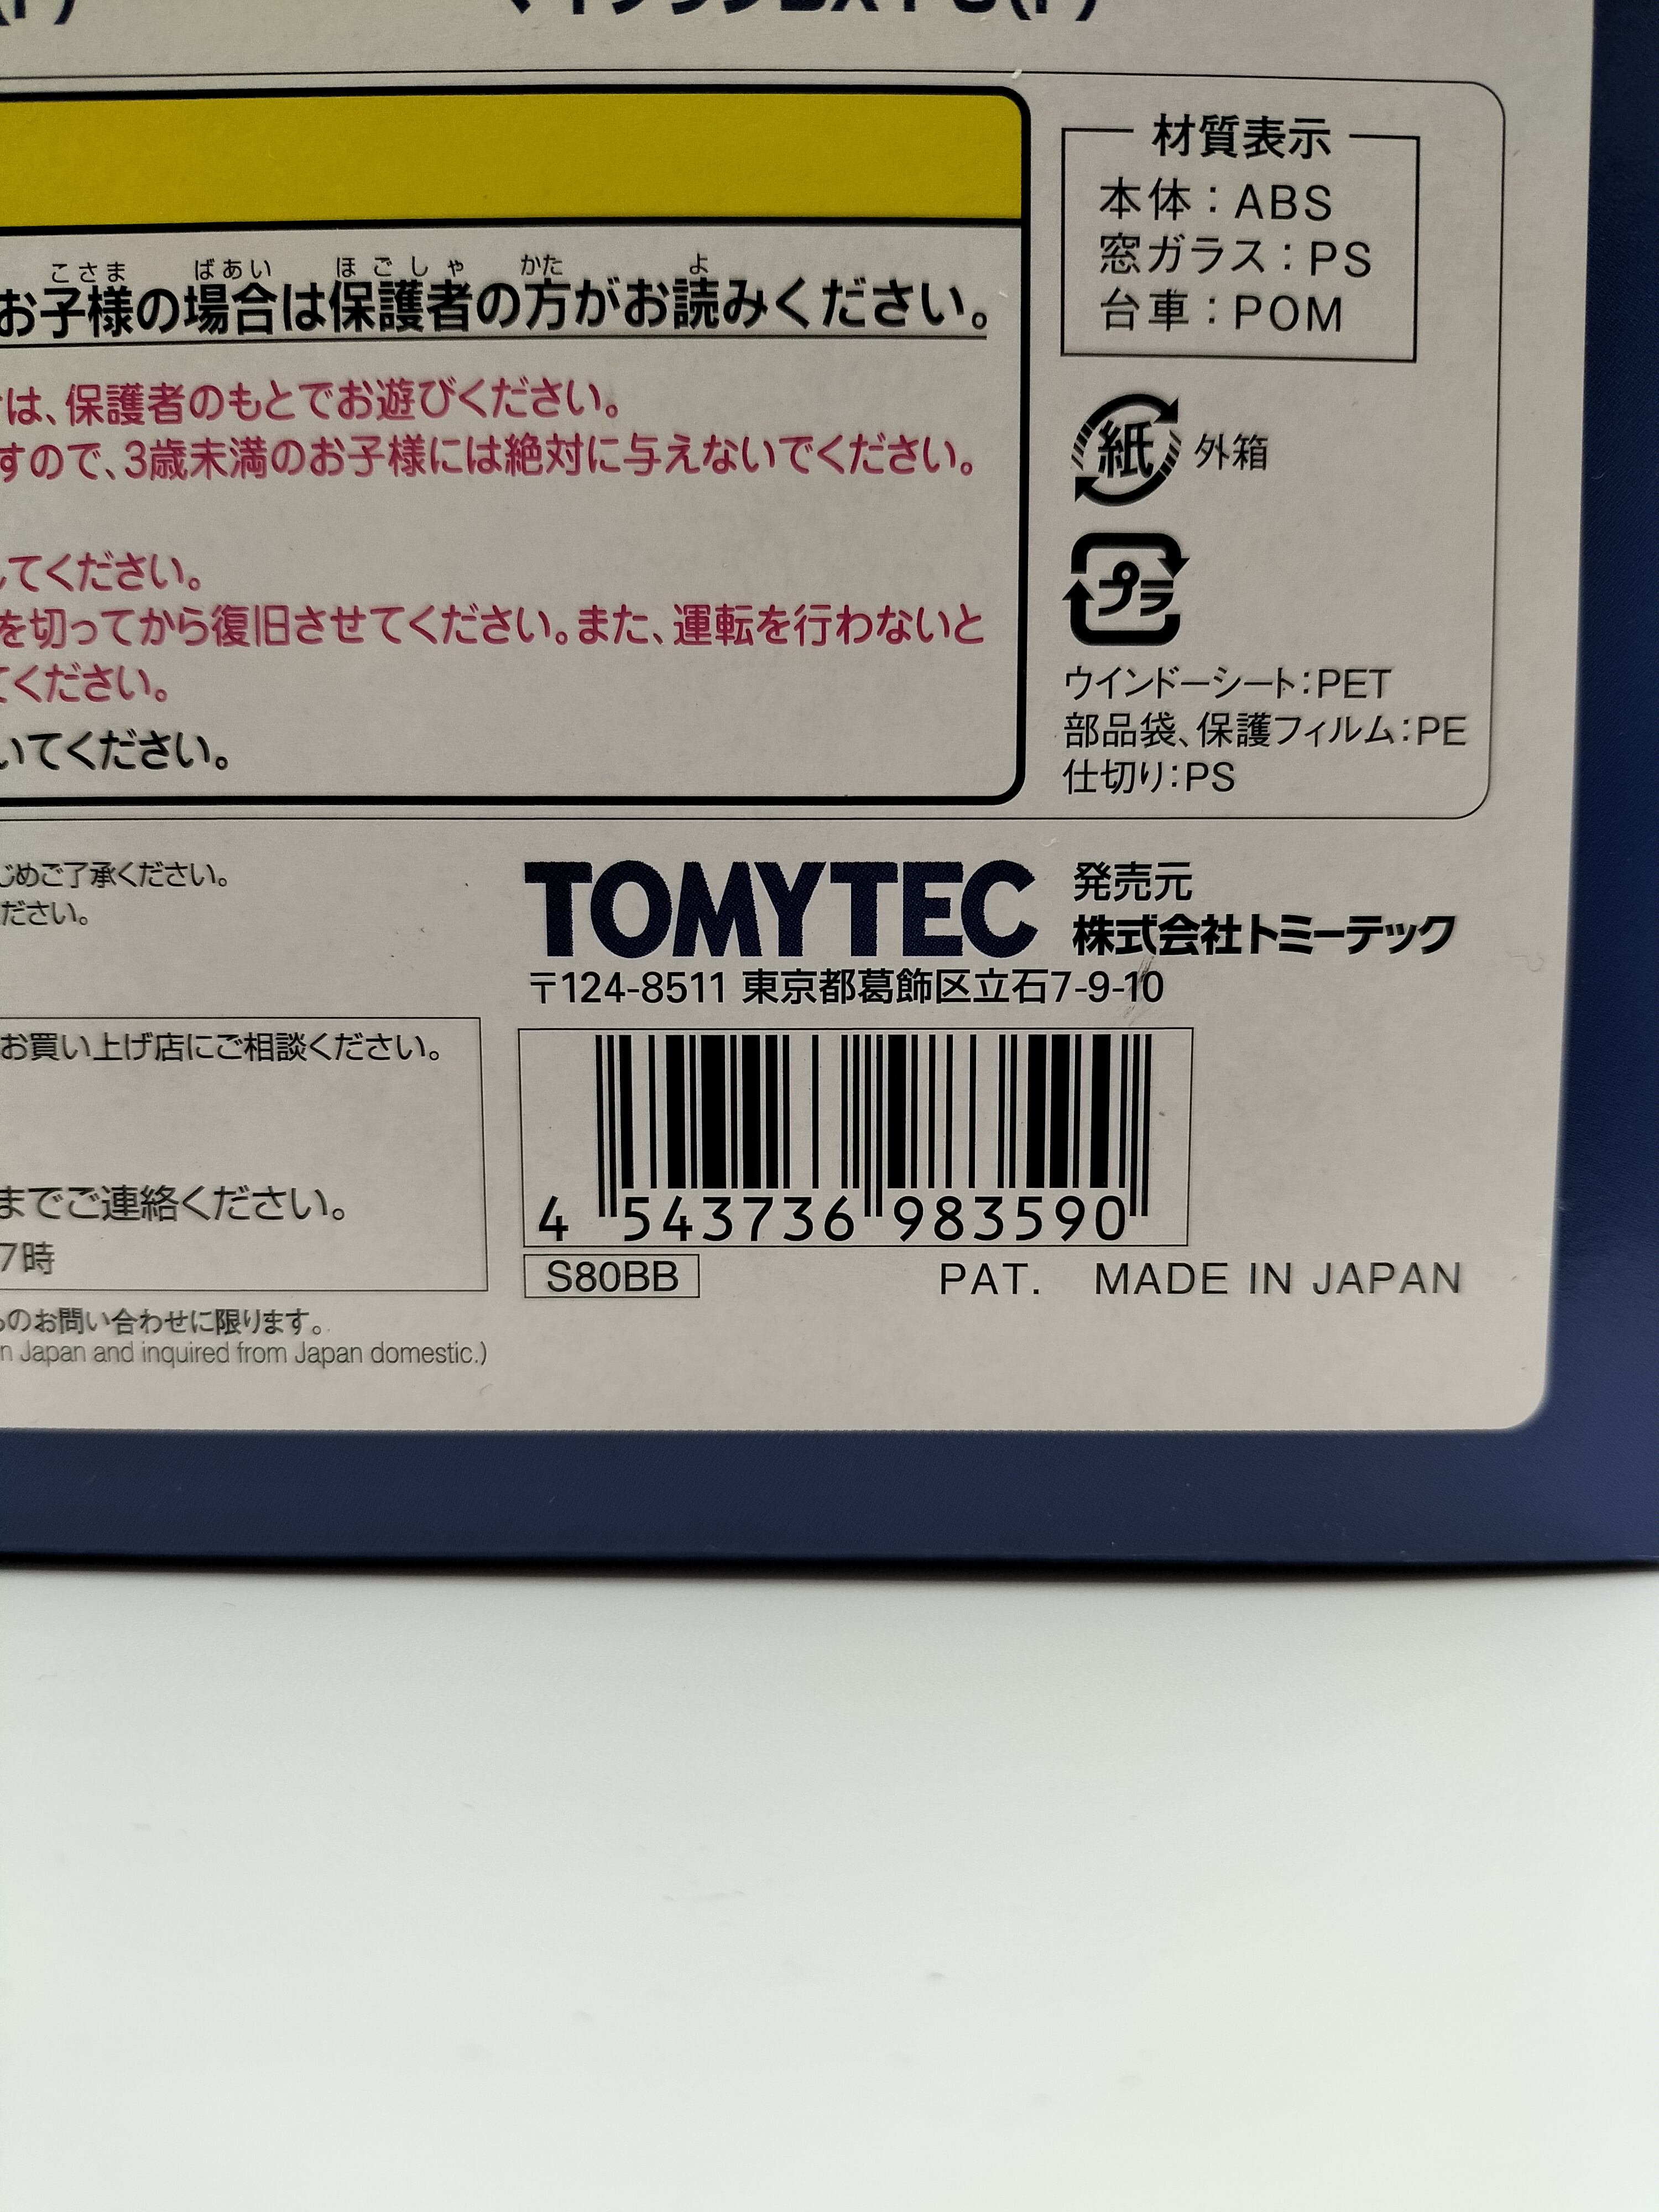 材質表示
本体：ABS
窓ガラス：PS
台車：POM
こさま ばあい ほごしゃ かた よ
お子様の場合は保護者の方がお読みください。
は、保護者のもとでお遊びください。
すので、3歳未満のお子様には絶対に与えないでください。
してください。
を切ってから復旧させてください。また、運転を行わないと
てください。
いてください。
紙 外箱
プラ
ウインドーシート：PET
部品袋、保護フィルム：PE
仕切り：PS
じめご了承ください。
ださい。
TOMYTEC 発売元
株式会社トミーテック
〒124-8511 東京都葛飾区立石7-9-10
お買い上げ店にご相談ください。
までご連絡ください。
7時
4 543736 983590
S80BB PAT. MADE IN JAPAN
のお問い合わせに限ります。
n Japan and inquired from Japan domestic.)